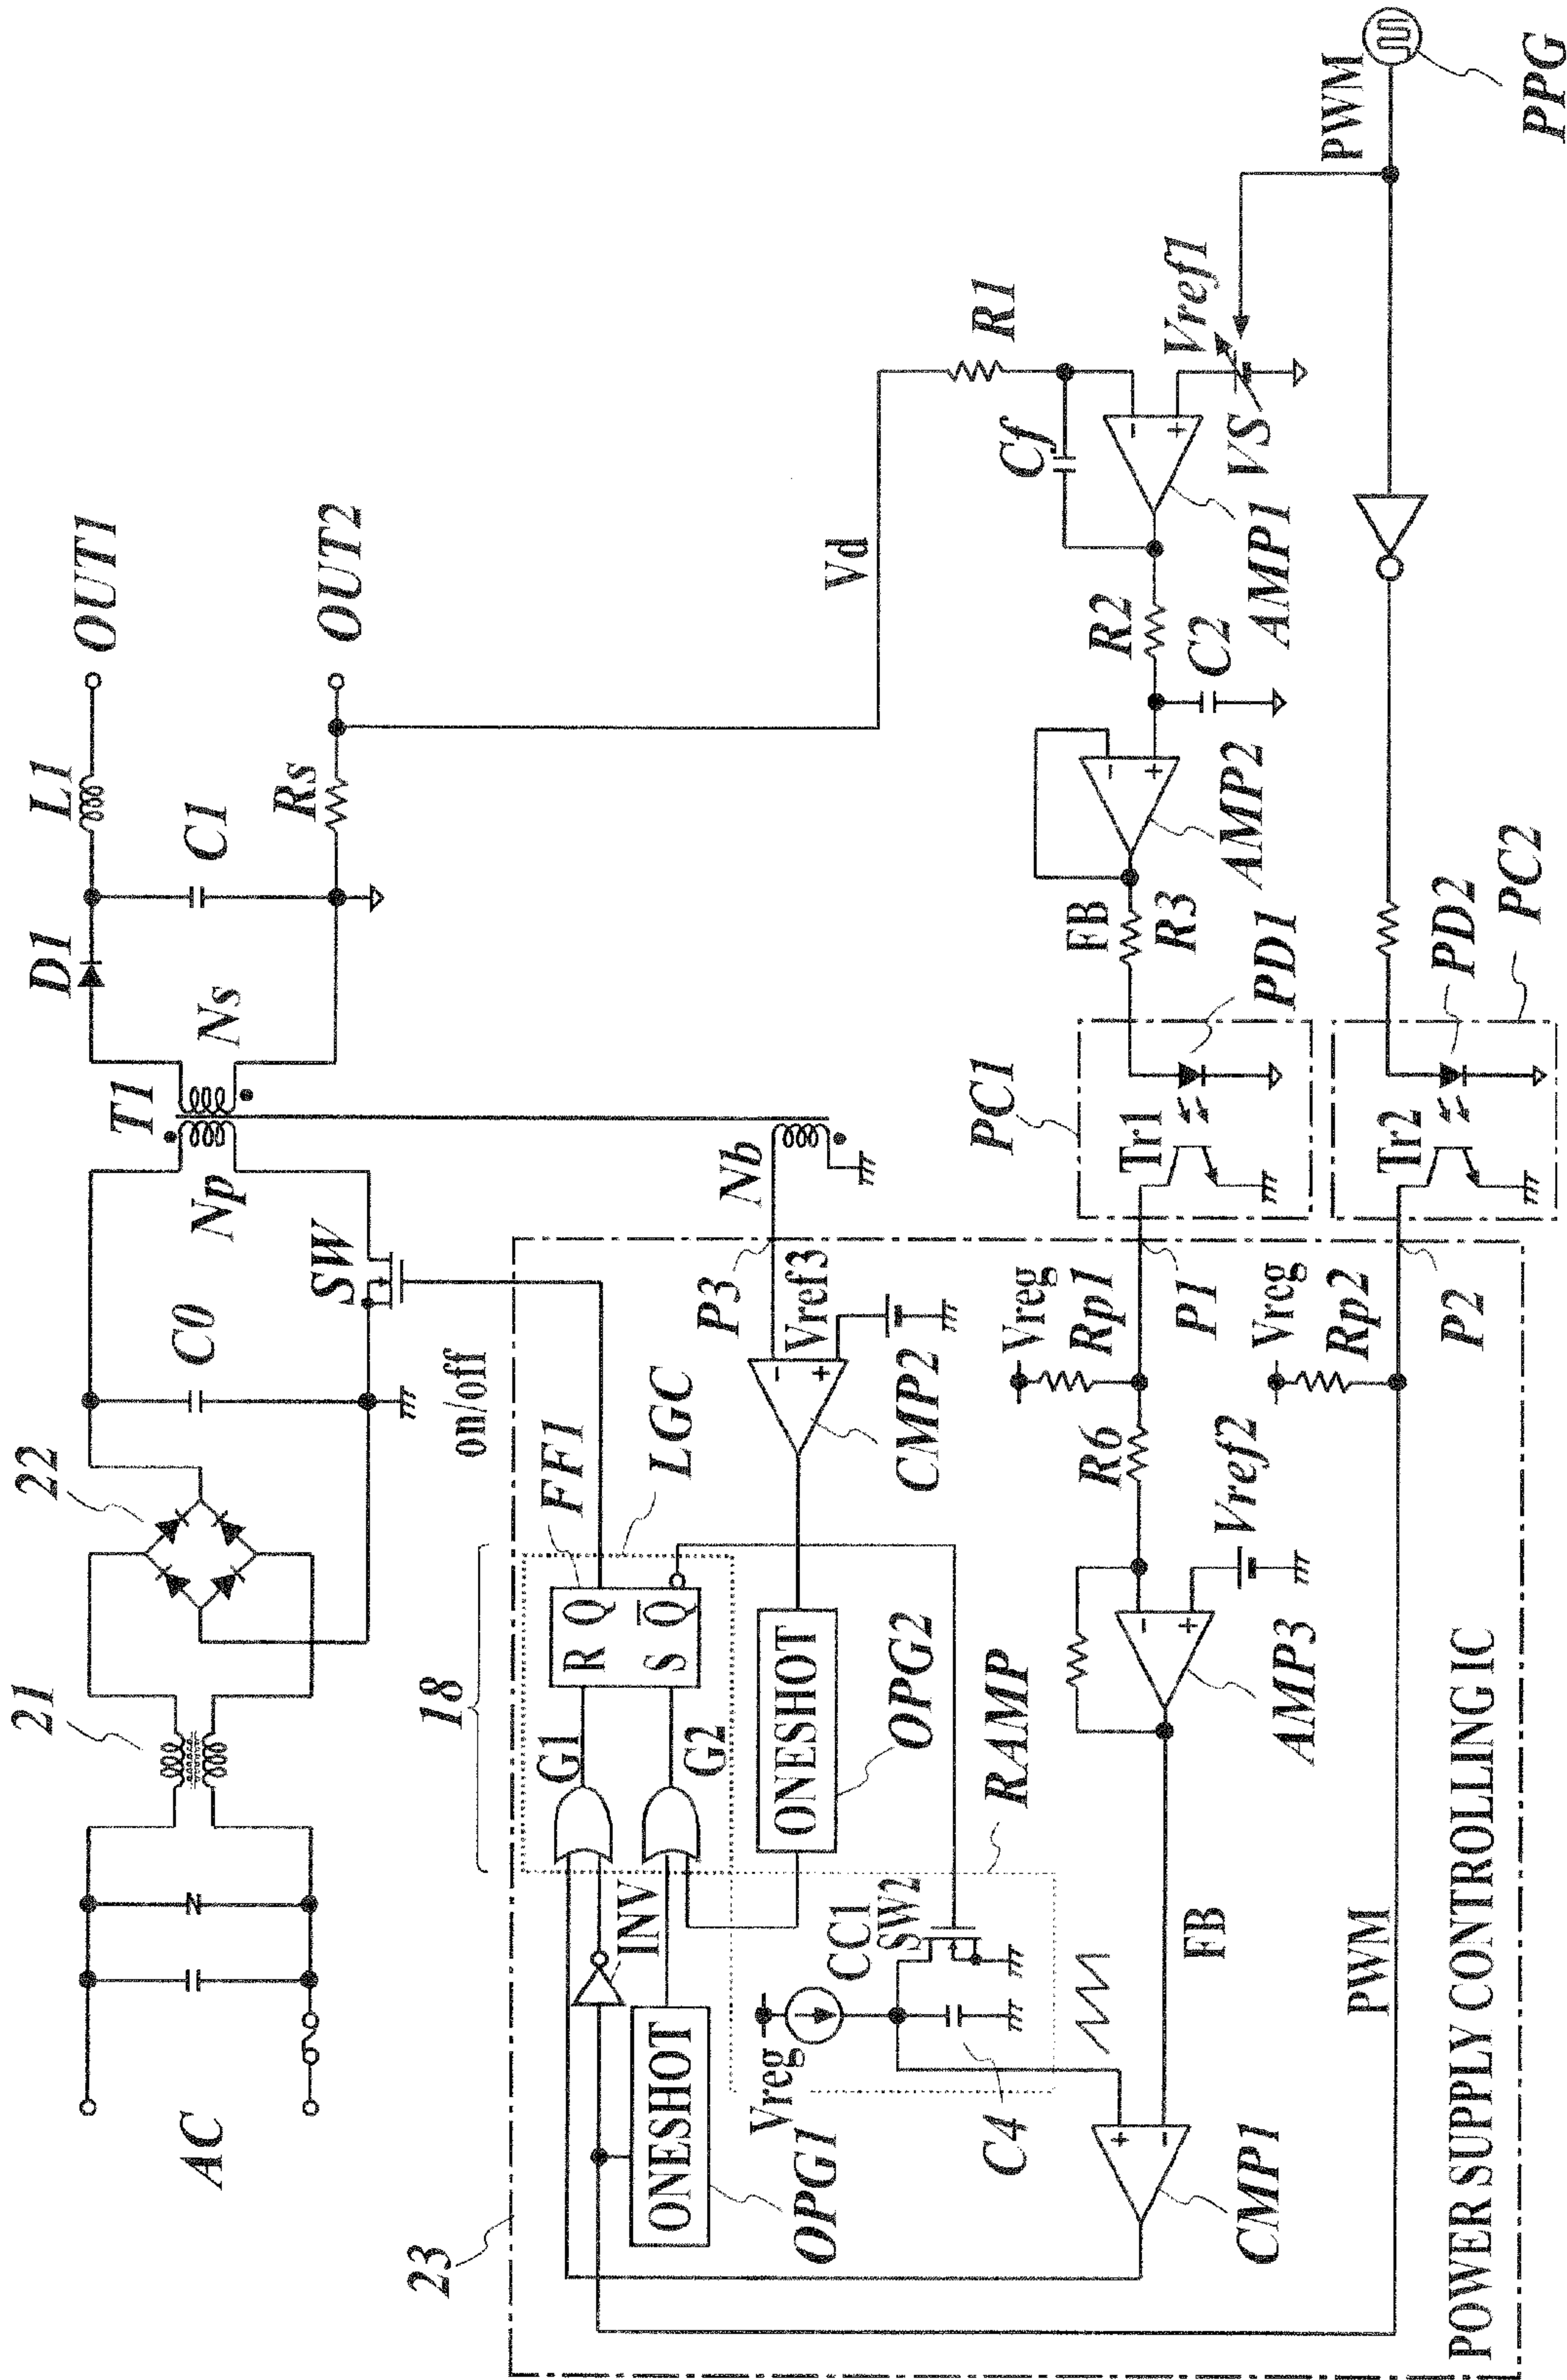 AC
21
22
C0
Np
T1
Ns
D1
C1
L1
Rs
OUT1
OUT2
SW
on/off
18
23
FF1
LGC
G1
G2
R Q
S Q̅
INV
ONESHOT
OPG1
ONESHOT
OPG2
RAMP
Vreg
CC1
SW2
C4
P3
Nb
Vref3
CMP2
Vd
R1
Cf
Vref1
VS
AMP1
R2
C2
AMP2
FB
R3
PD1
PC1
Tr1
P1
Vreg
Rp1
R6
Vref2
AMP3
FB
CMP1
PWM
PPG
PD2
PC2
Tr2
P2
Vreg
Rp2
PWM
POWER SUPPLY CONTROLLING IC